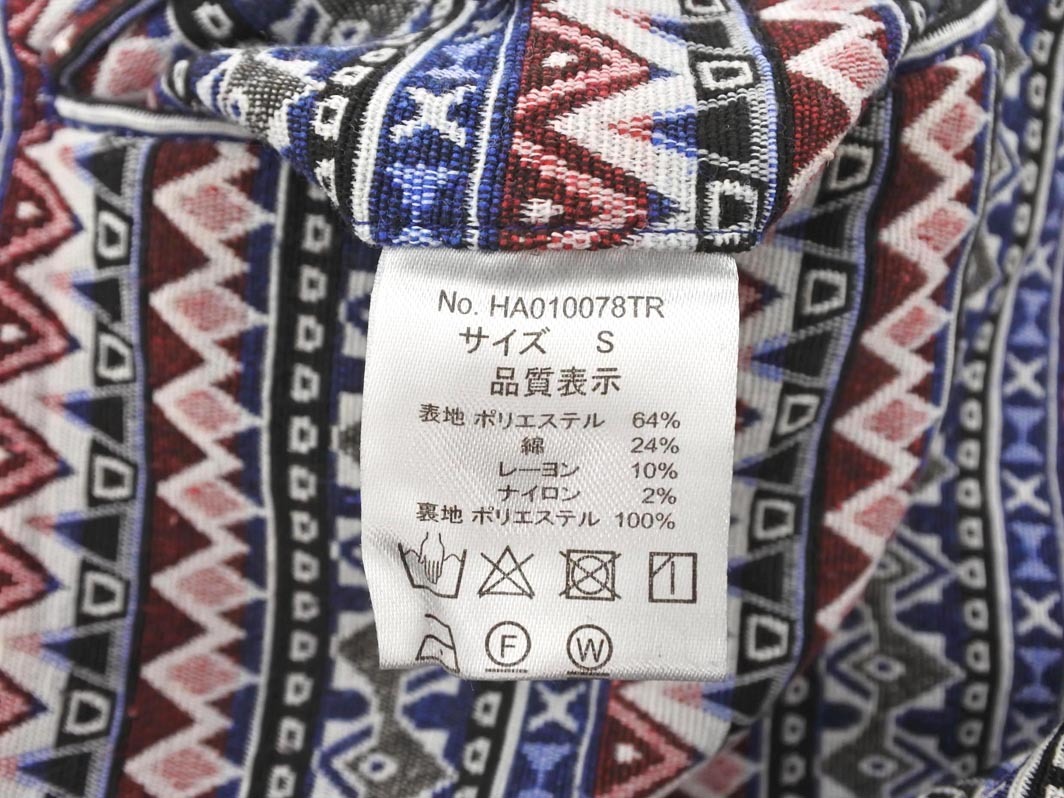 No. HA010078TR
サイズ S
品質表示
表地 ポリエステル 64%
綿 24%
レーヨン 10%
ナイロン 2%
裏地 ポリエステル 100%
F W